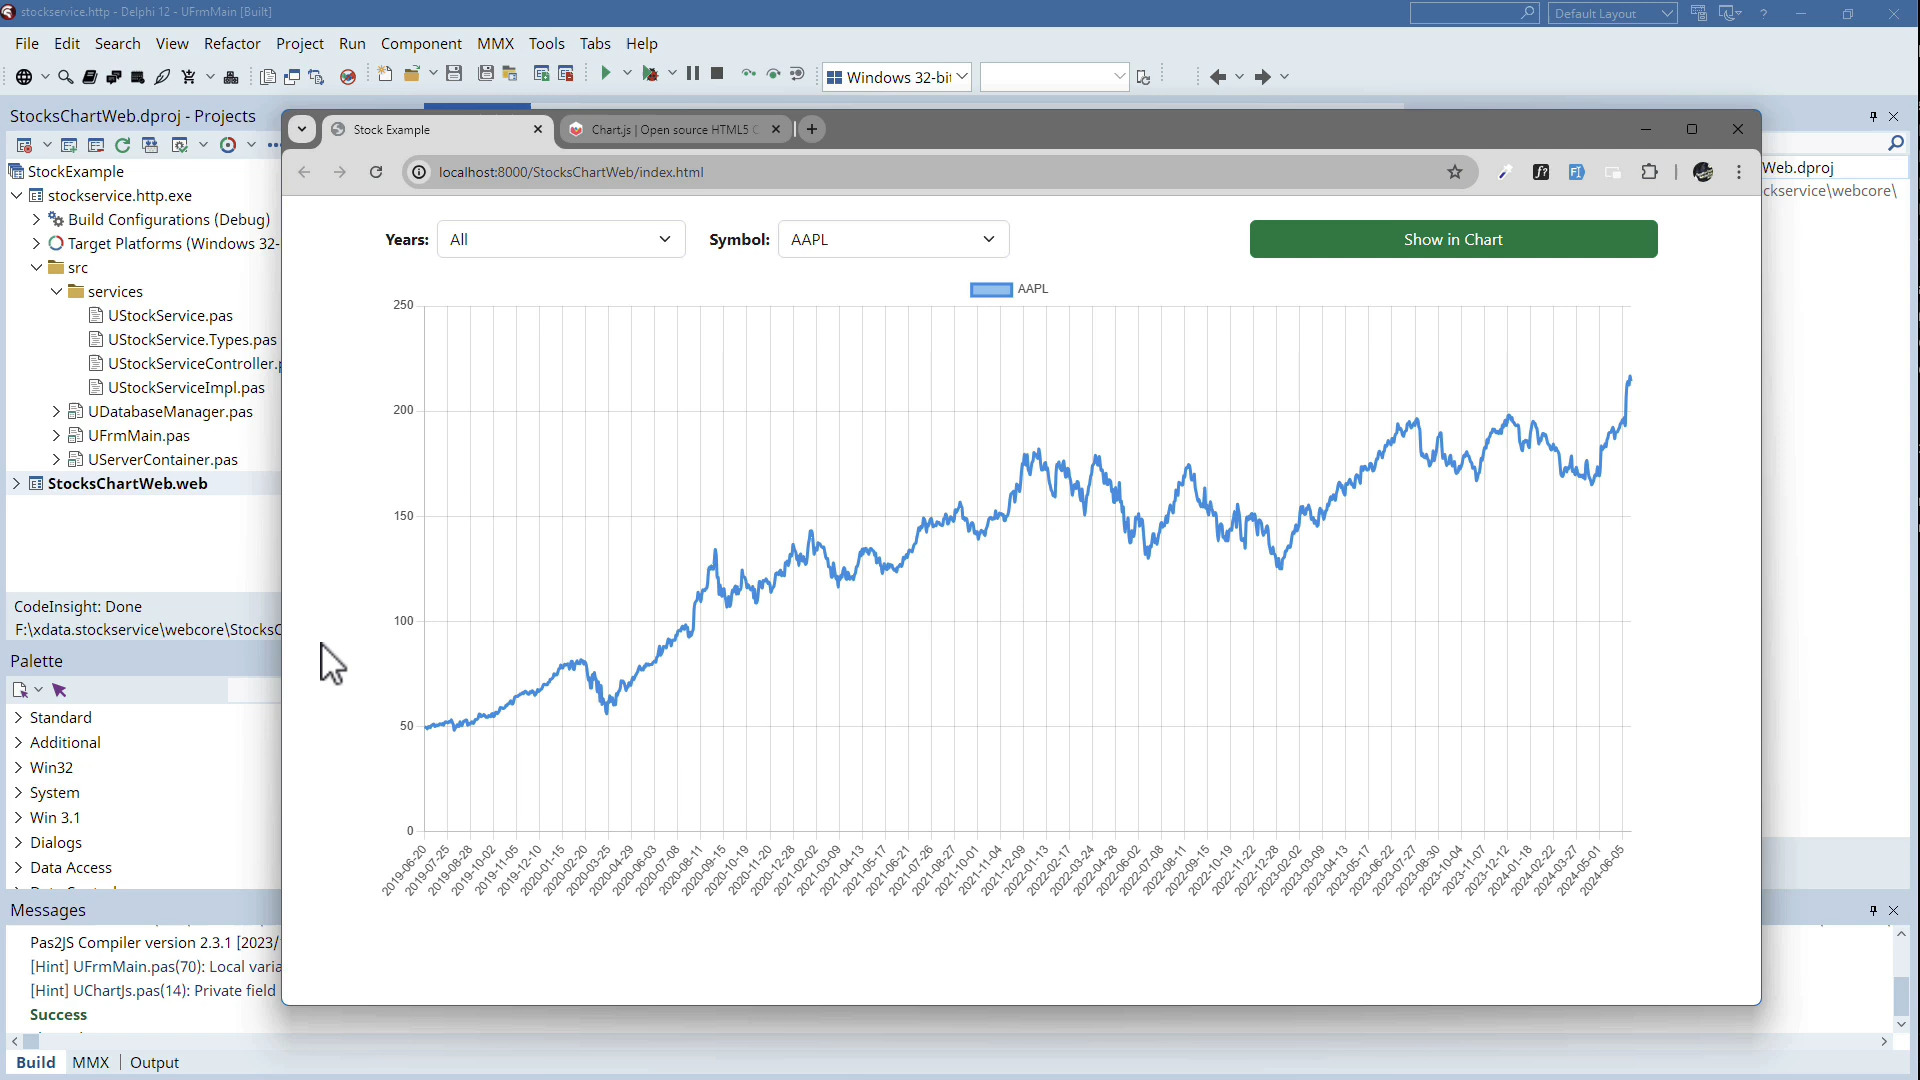 stockservice.http - Delphi 12 - UFrmMain [Built]
Default Layout
?
File Edit Search View Refactor Project Run Component MMX Tools Tabs Help
Windows 32-bit
StocksChartWeb.dproj - Projects
StockExample
stockservice.http.exe
Build Configurations (Debug)
Target Platforms (Windows 32-
src
services
UStockService.pas
UStockService.Types.pas
UStockServiceController.p
UStockServiceImpl.pas
UDatabaseManager.pas
UFrmMain.pas
UServerContainer.pas
StocksChartWeb.web
CodeInsight: Done
F:\xdata.stockservice\webcore\StocksC
Palette
Standard
Additional
Win32
System
Win 3.1
Dialogs
Data Access
Messages
Pas2JS Compiler version 2.3.1 [2023/
[Hint] UFrmMain.pas(70): Local varia
[Hint] UChartJs.pas(14): Private field
Success
Build MMX Output
Stock Example
Chart.js | Open source HTML5 C
localhost:8000/StocksChartWeb/index.html
f?
Web.dproj
ckservice\webcore\
Years: All Symbol: AAPL Show in Chart
AAPL
250
200
150
100
50
0
2019-06-20 2019-07-25 2019-08-28 2019-10-02 2019-11-05 2019-12-10 2020-01-15 2020-02-20 2020-03-25 2020-04-29 2020-06-03 2020-07-08 2020-08-11 2020-09-15 2020-10-19 2020-11-20 2020-12-28 2021-02-02 2021-03-09 2021-04-13 2021-05-17 2021-06-21 2021-07-26 2021-08-27 2021-10-01 2021-11-04 2021-12-09 2022-01-13 2022-02-17 2022-03-24 2022-04-28 2022-06-02 2022-07-08 2022-08-11 2022-09-15 2022-10-19 2022-11-22 2022-12-28 2023-02-02 2023-03-09 2023-04-13 2023-05-17 2023-06-22 2023-07-27 2023-08-30 2023-10-04 2023-11-07 2023-12-12 2024-01-18 2024-02-22 2024-03-27 2024-05-01 2024-06-05